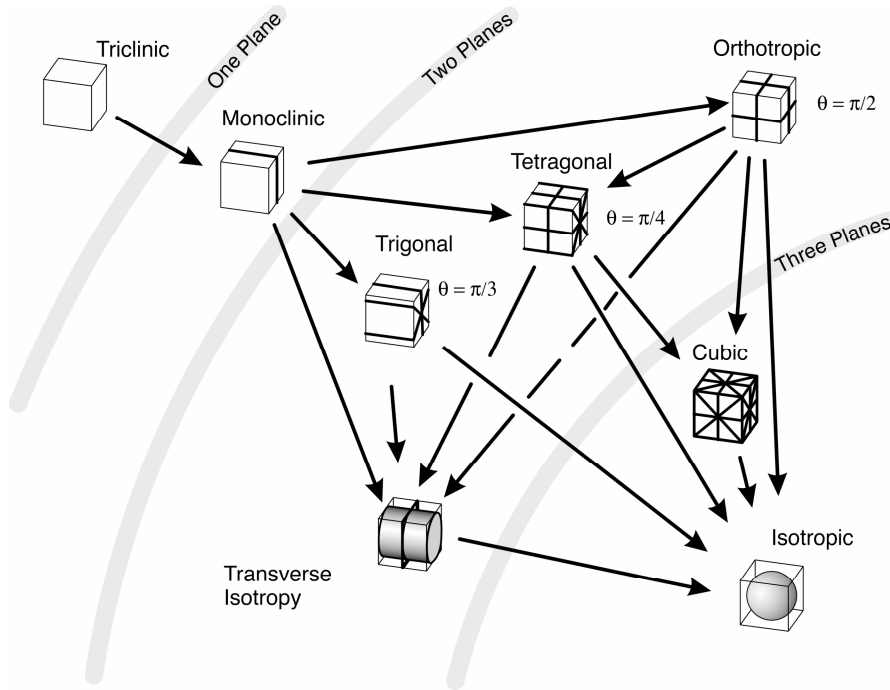 Triclinic
One Plane
Two Planes
Orthotropic
θ = π/2
Monoclinic
Tetragonal
θ = π/4
Trigonal
θ = π/3
Three Planes
Cubic
Isotropic
Transverse
Isotropy